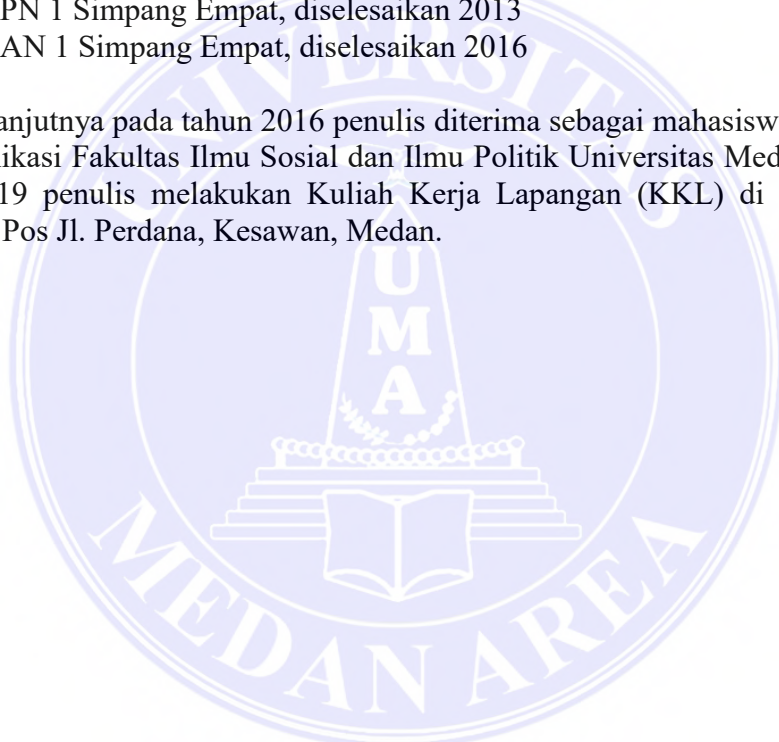 PN 1 Simpang Empat, diselesaikan 2013
AN 1 Simpang Empat, diselesaikan 2016
anjutnya pada tahun 2016 penulis diterima sebagai mahasisw
ikasi Fakultas Ilmu Sosial dan Ilmu Politik Universitas Med
19 penulis melakukan Kuliah Kerja Lapangan (KKL) di
Pos Jl. Perdana, Kesawan, Medan.
UNIVERSITAS
UMA
MEDAN AREA